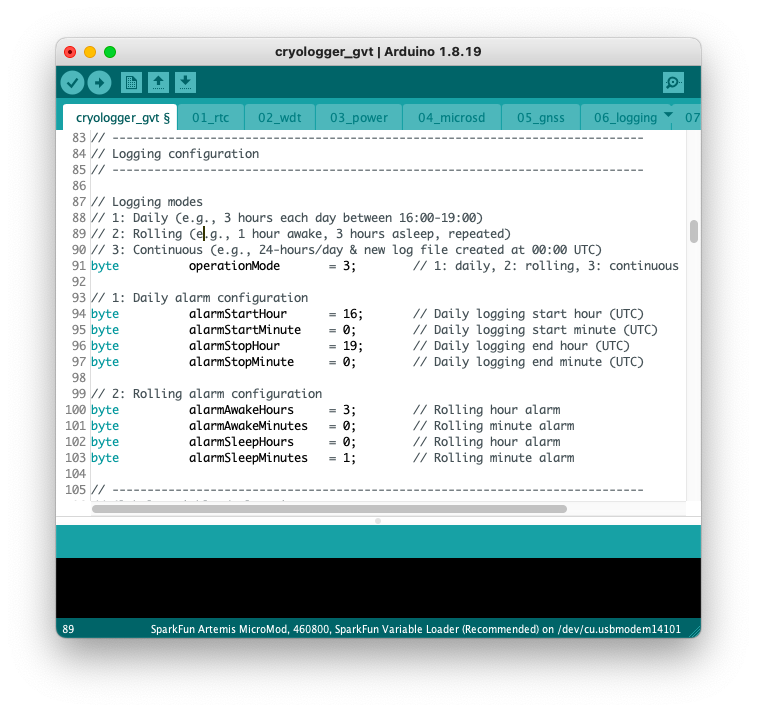 cryologger_gvt | Arduino 1.8.19
cryologger_gvt § 01_rtc 02_wdt 03_power 04_microsd 05_gnss 06_logging 07
83 // ----------------------------------------------------------------------------
84 // Logging configuration
85 // ----------------------------------------------------------------------------
86
87 // Logging modes
88 // 1: Daily (e.g., 3 hours each day between 16:00-19:00)
89 // 2: Rolling (e.g., 1 hour awake, 3 hours asleep, repeated)
90 // 3: Continuous (e.g., 24-hours/day & new log file created at 00:00 UTC)
91 byte          operationMode       = 3;        // 1: daily, 2: rolling, 3: continuous
92
93 // 1: Daily alarm configuration
94 byte          alarmStartHour      = 16;       // Daily logging start hour (UTC)
95 byte          alarmStartMinute    = 0;        // Daily logging start minute (UTC)
96 byte          alarmStopHour       = 19;       // Daily logging end hour (UTC)
97 byte          alarmStopMinute     = 0;        // Daily logging end minute (UTC)
98
99 // 2: Rolling alarm configuration
100 byte          alarmAwakeHours     = 3;        // Rolling hour alarm
101 byte          alarmAwakeMinutes   = 0;        // Rolling minute alarm
102 byte          alarmSleepHours     = 0;        // Rolling hour alarm
103 byte          alarmSleepMinutes   = 1;        // Rolling minute alarm
104
105 // ----------------------------------------------------------------------------
89 SparkFun Artemis MicroMod, 460800, SparkFun Variable Loader (Recommended) on /dev/cu.usbmodem14101